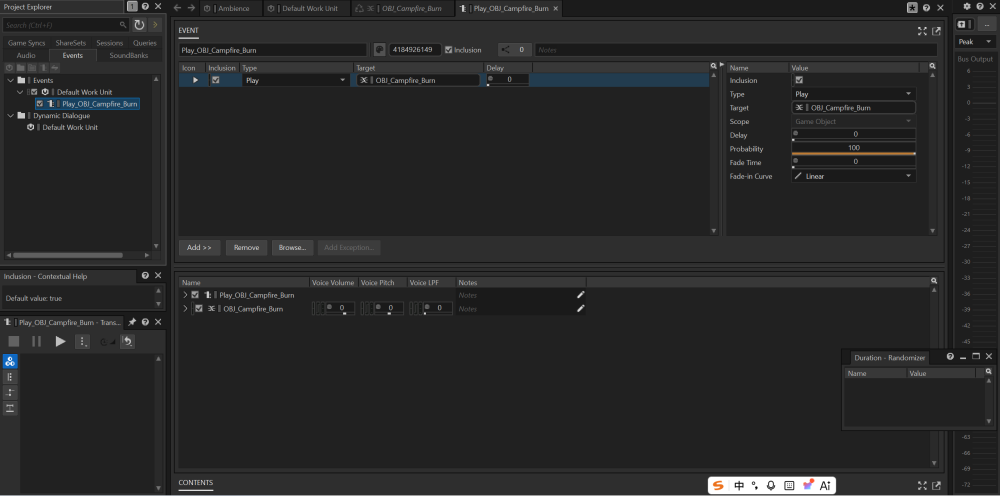 Project Explorer
1
Search (Ctrl+F)
Game Syncs
ShareSets
Sessions
Queries
Audio
Events
SoundBanks
Events
Default Work Unit
Play_OBJ_Campfire_Burn
Dynamic Dialogue
Default Work Unit
Inclusion - Contextual Help
Default value: true
Play_OBJ_Campfire_Burn - Trans...
Ambience
Default Work Unit
OBJ_Campfire_Burn
Play_OBJ_Campfire_Burn
EVENT
Play_OBJ_Campfire_Burn
4184926149
Inclusion
0
Notes
Icon
Inclusion
Type
Target
Delay
Play
OBJ_Campfire_Burn
0
Add >>
Remove
Browse...
Add Exception...
Name
Value
Inclusion
Type
Play
Target
OBJ_Campfire_Burn
Scope
Game Object
Delay
0
Probability
100
Fade Time
0
Fade-in Curve
Linear
Name
Voice Volume
Voice Pitch
Voice LPF
Notes
Play_OBJ_Campfire_Burn
Notes
OBJ_Campfire_Burn
0
0
0
Notes
CONTENTS
Peak
Bus Output
6
3
0
-3
-6
-9
-12
-15
-18
-21
-24
-27
-30
-33
-36
-39
-42
-45
-63
-66
-69
-72
Duration - Randomizer
Name
Value
中